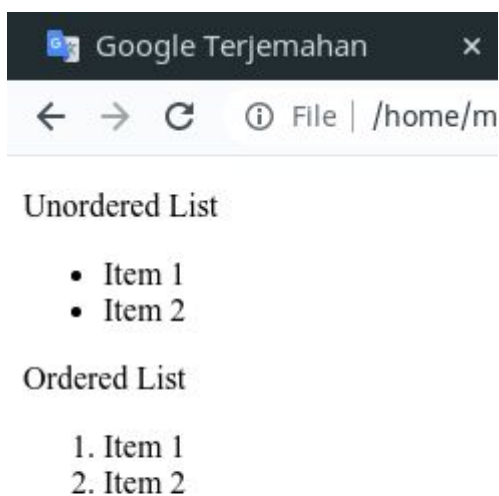 Google Terjemahan
File | /home/m
Unordered List
• Item 1
• Item 2
Ordered List
1. Item 1
2. Item 2